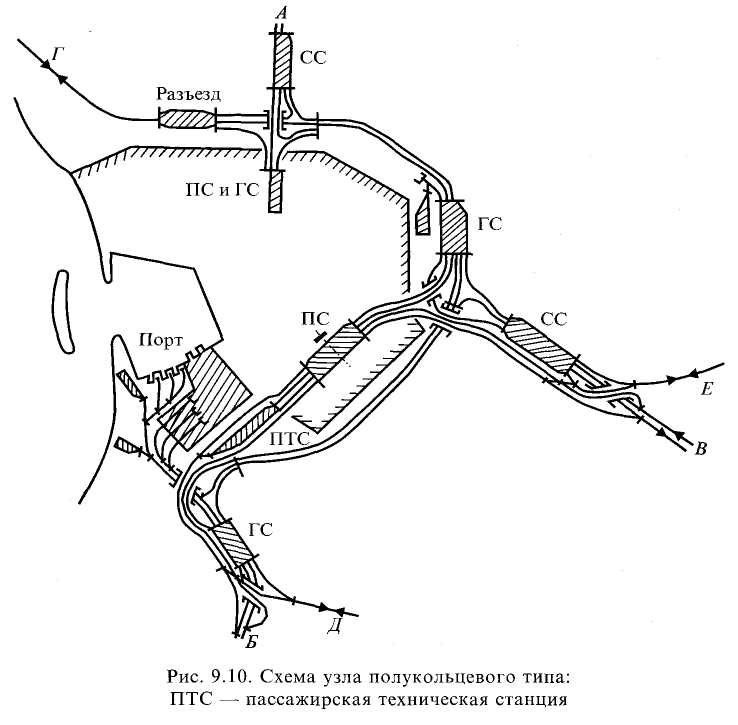 А
Г
СС
Разъезд
ПС и ГС
ГС
ПС
СС
Порт
Е
ПТС
В
ГС
Д
Б
Рис. 9.10. Схема узла полукольцевого типа:
ПТС — пассажирская техническая станция